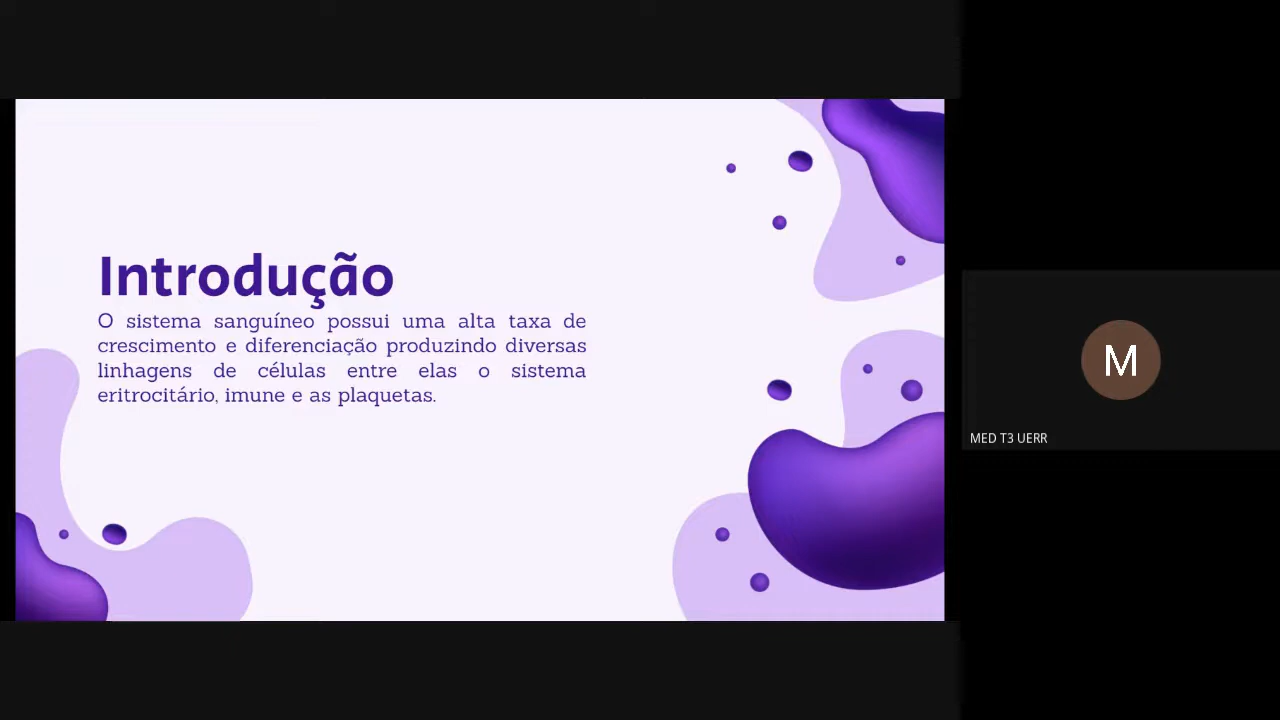 Introdução
O sistema sanguíneo possui uma alta taxa de
crescimento e diferenciação produzindo diversas
linhagens de células entre elas o sistema
eritrocitário, imune e as plaquetas.
M
MED T3 UERR